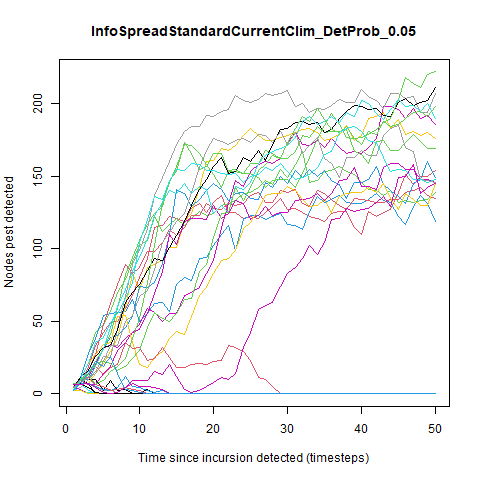 InfoSpreadStandardCurrentClim_DetProb_0.05
Nodes pest detected
200
150
100
50
0
0 10 20 30 40 50
Time since incursion detected (timesteps)